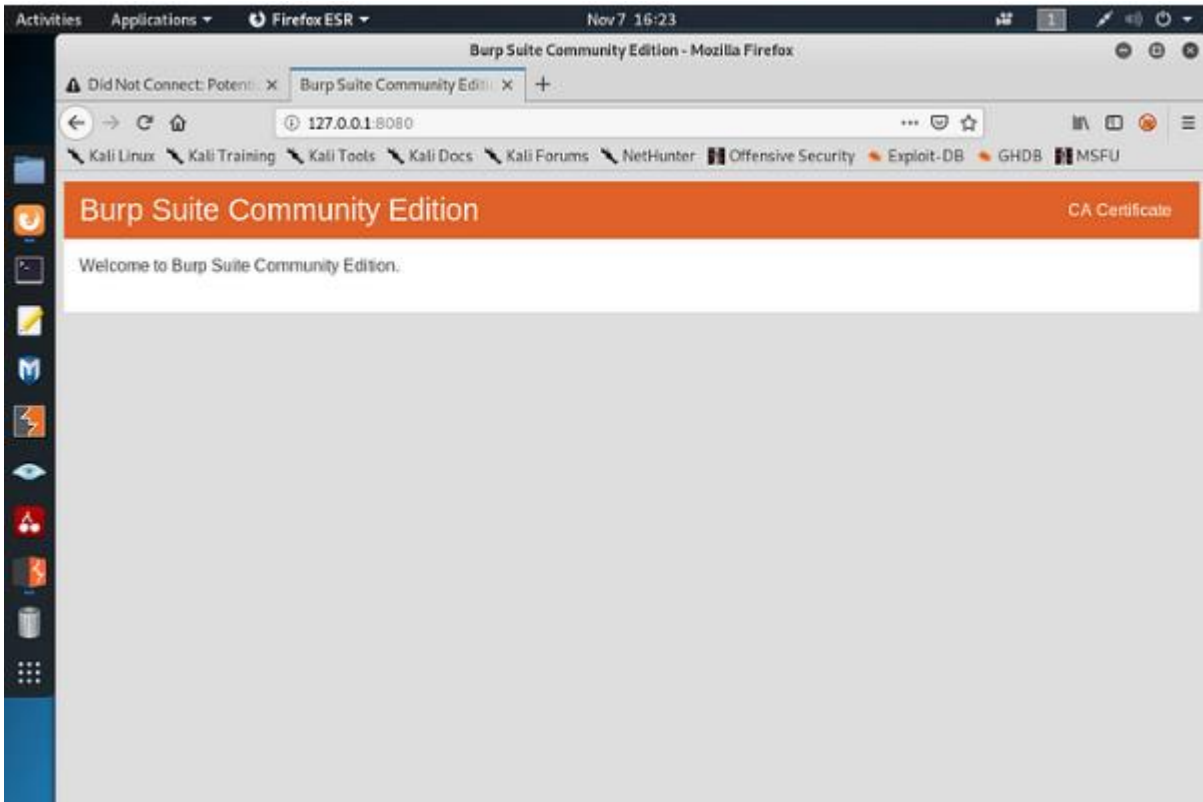 Activities Applications Firefox ESR Nov 7 16:23 1
Burp Suite Community Edition - Mozilla Firefox
Did Not Connect: Potenti Burp Suite Community Editi
127.0.0.1:8080
Kali Linux Kali Training Kali Tools Kali Docs Kali Forums NetHunter Offensive Security Exploit-DB GHDB MSFU
Burp Suite Community Edition CA Certificate
Welcome to Burp Suite Community Edition.